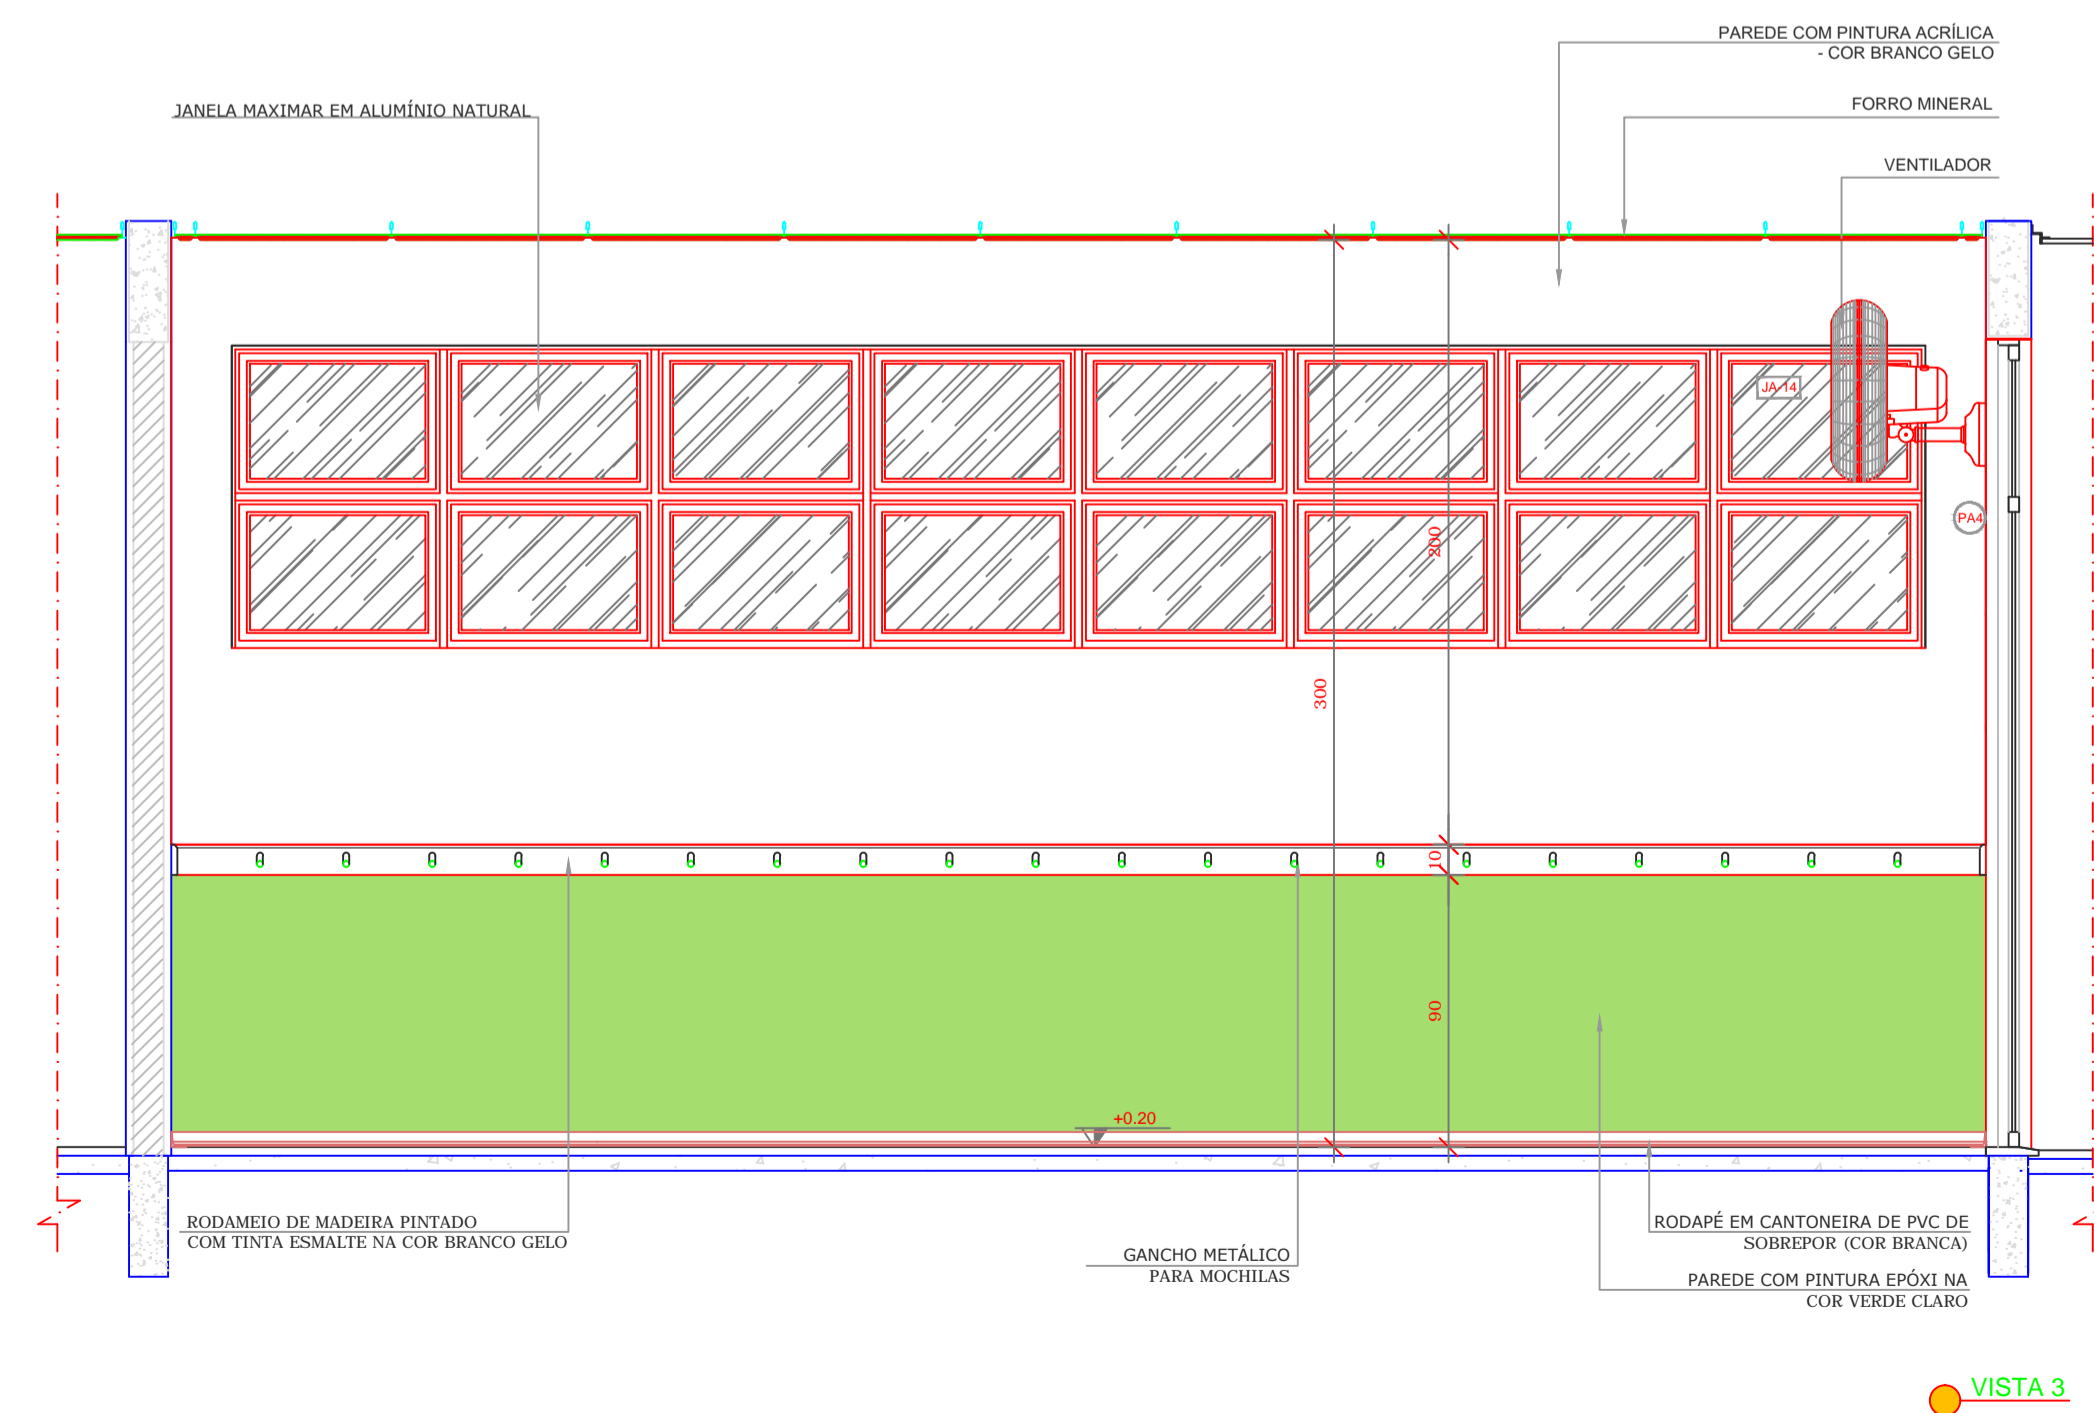 PAREDE COM PINTURA ACRÍLICA
- COR BRANCO GELO
FORRO MINERAL
JANELA MAXIMAR EM ALUMÍNIO NATURAL
VENTILADOR
JA-14
PA4
200
300
10
90
+0.20
RODAMEIO DE MADEIRA PINTADO
COM TINTA ESMALTE NA COR BRANCO GELO
GANCHO METÁLICO
PARA MOCHILAS
RODAPÉ EM CANTONEIRA DE PVC DE
SOBREPOR (COR BRANCA)
PAREDE COM PINTURA EPÓXI NA
COR VERDE CLARO
VISTA 3